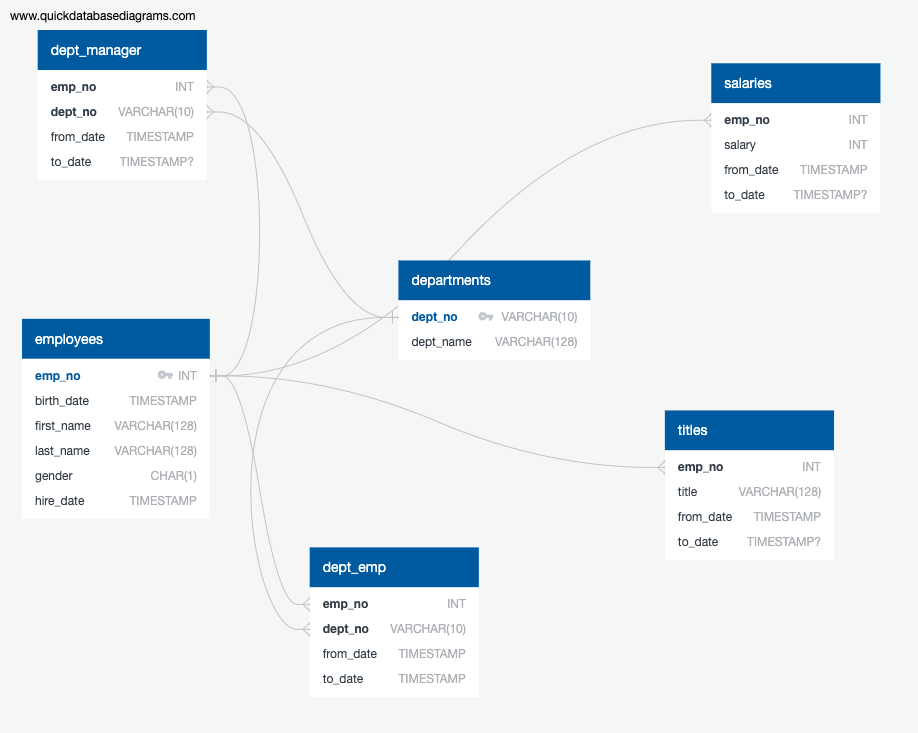 www.quickdatabasediagrams.com
dept_manager
emp_no INT
dept_no VARCHAR(10)
from_date TIMESTAMP
to_date TIMESTAMP?
salaries
emp_no INT
salary INT
from_date TIMESTAMP
to_date TIMESTAMP?
departments
dept_no VARCHAR(10)
dept_name VARCHAR(128)
employees
emp_no INT
birth_date TIMESTAMP
first_name VARCHAR(128)
last_name VARCHAR(128)
gender CHAR(1)
hire_date TIMESTAMP
titles
emp_no INT
title VARCHAR(128)
from_date TIMESTAMP
to_date TIMESTAMP?
dept_emp
emp_no INT
dept_no VARCHAR(10)
from_date TIMESTAMP
to_date TIMESTAMP